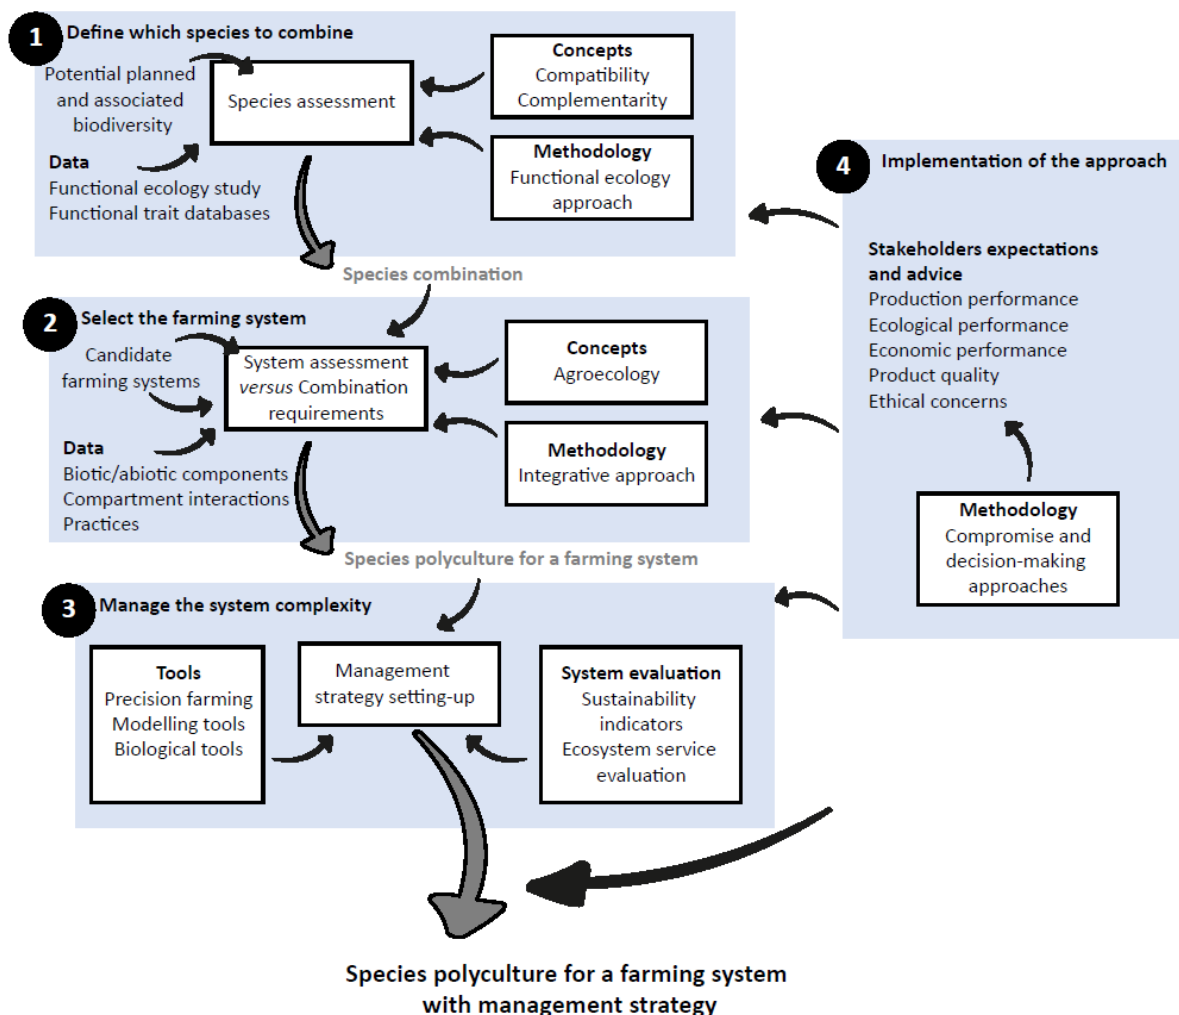 1
Define which species to combine
Potential planned
and associated
biodiversity
Data
Functional ecology study
Functional trait databases
Species assessment
Concepts
Compatibility
Complementarity
Methodology
Functional ecology
approach
Species combination
2
Select the farming system
Candidate
farming systems
Data
Biotic/abiotic components
Compartment interactions
Practices
System assessment
versus Combination
requirements
Concepts
Agroecology
Methodology
Integrative approach
Species polyculture for a farming system
3
Manage the system complexity
Tools
Precision farming
Modelling tools
Biological tools
Management
strategy setting-up
System evaluation
Sustainability
indicators
Ecosystem service
evaluation
4
Implementation of the approach
Stakeholders expectations
and advice
Production performance
Ecological performance
Economic performance
Product quality
Ethical concerns
Methodology
Compromise and
decision-making
approaches
Species polyculture for a farming system
with management strategy